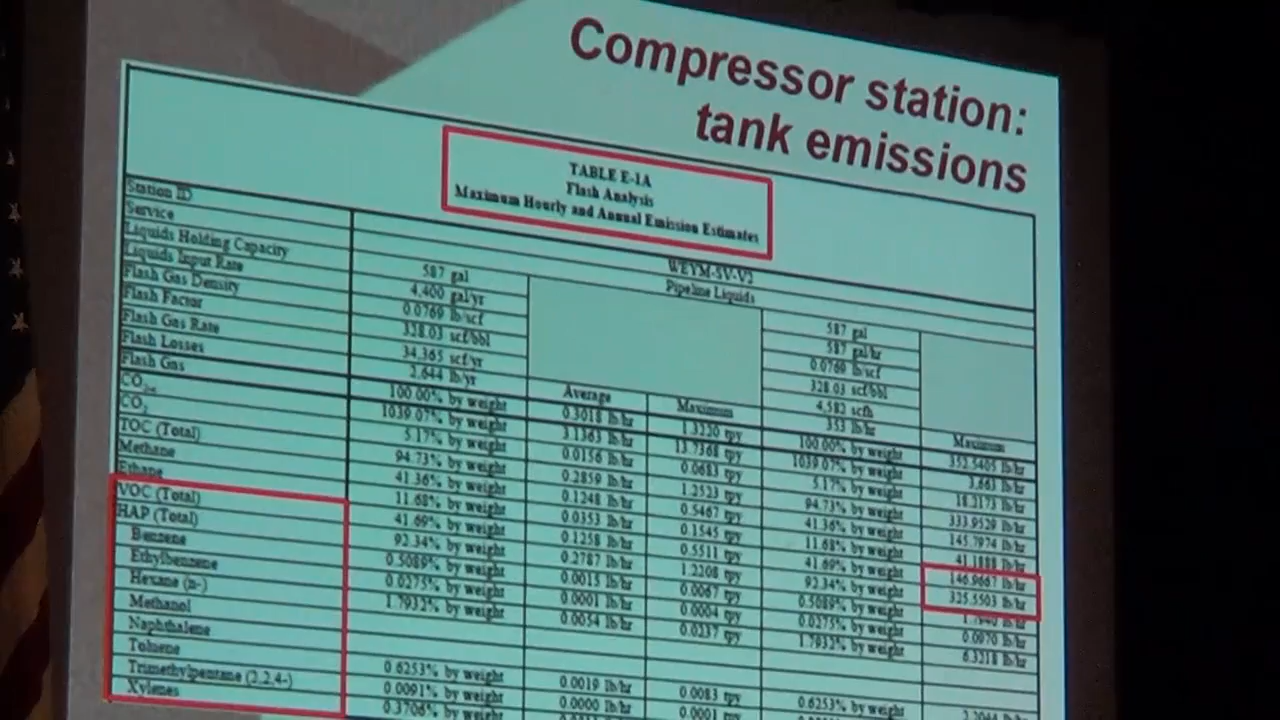 Compressor station:
tank emissions
TABLE E-1A
Flash Analysis
Maximum Hourly and Annual Emission Estimates
Station ID WEYM-SV-V2
Service Pipeline Liquids
Liquids Holding Capacity 587 gal 587 gal
Liquids Input Rate 4,400 gal/yr 587 gal/hr
Flash Gas Density 0.0769 lb/scf 0.0769 lb/scf
Flash Factor 328.03 scf/bbl 328.03 scf/bbl
Flash Gas Rate 34,365 scf/yr 4,582 scfh
Flash Losses 2,644 lb/yr Average Maximum 353 lb/hr Maximum
Flash Gas 100.00% by weight 0.3018 lb/hr 1.3220 tpy 100.00% by weight 352.5405 lb/hr
CO2e 1039.07% by weight 3.1363 lb/hr 13.7368 tpy 1039.07% by weight 3,663 lb/hr
CO2 5.17% by weight 0.0156 lb/hr 0.0683 tpy 5.17% by weight 18.2173 lb/hr
TOC (Total) 94.73% by weight 0.2859 lb/hr 1.2523 tpy 94.73% by weight 333.9529 lb/hr
Methane 41.36% by weight 0.1248 lb/hr 0.5467 tpy 41.36% by weight 145.7974 lb/hr
Ethane 11.68% by weight 0.0353 lb/hr 0.1545 tpy 11.68% by weight 41.1888 lb/hr
VOC (Total) 41.69% by weight 0.1258 lb/hr 0.5511 tpy 41.69% by weight 146.9667 lb/hr
HAP (Total) 92.34% by weight 0.2787 lb/hr 1.2208 tpy 92.34% by weight 325.5503 lb/hr
Benzene 0.5089% by weight 0.0015 lb/hr 0.0067 tpy 0.5089% by weight 1.7940 lb/hr
Ethylbenzene 0.0275% by weight 0.0001 lb/hr 0.0004 tpy 0.0275% by weight 0.0970 lb/hr
Hexane (n-) 1.7932% by weight 0.0054 lb/hr 0.0237 tpy 1.7932% by weight 6.3218 lb/hr
Methanol
Naphthalene
Toluene 0.6253% by weight 0.0019 lb/hr 0.0083 tpy 0.6253% by weight
Trimethylpentane (2,2,4-) 0.0091% by weight 0.0000 lb/hr 0.0001 tpy
Xylenes 0.3706% by weight